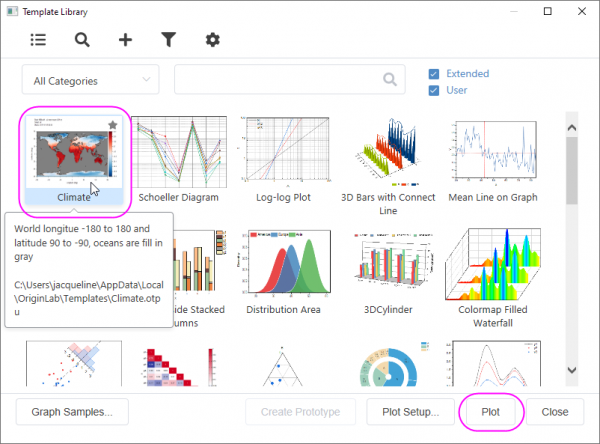 Template Library
All Categories
Extended
User
Climate
Schoeller Diagram
Log-log Plot
3D Bars with Connect
Line
Mean Line on Graph
World longitue -180 to 180 and
latitude 90 to -90, oceans are fill in
gray
C:\Users\jacqueline\AppData\Local
\OriginLab\Templates\Climate.otp
u
ide Stacked
umns
Distribution Area
3DCylinder
Colormap Filled
Waterfall
Graph Samples...
Create Prototype
Plot Setup...
Plot
Close